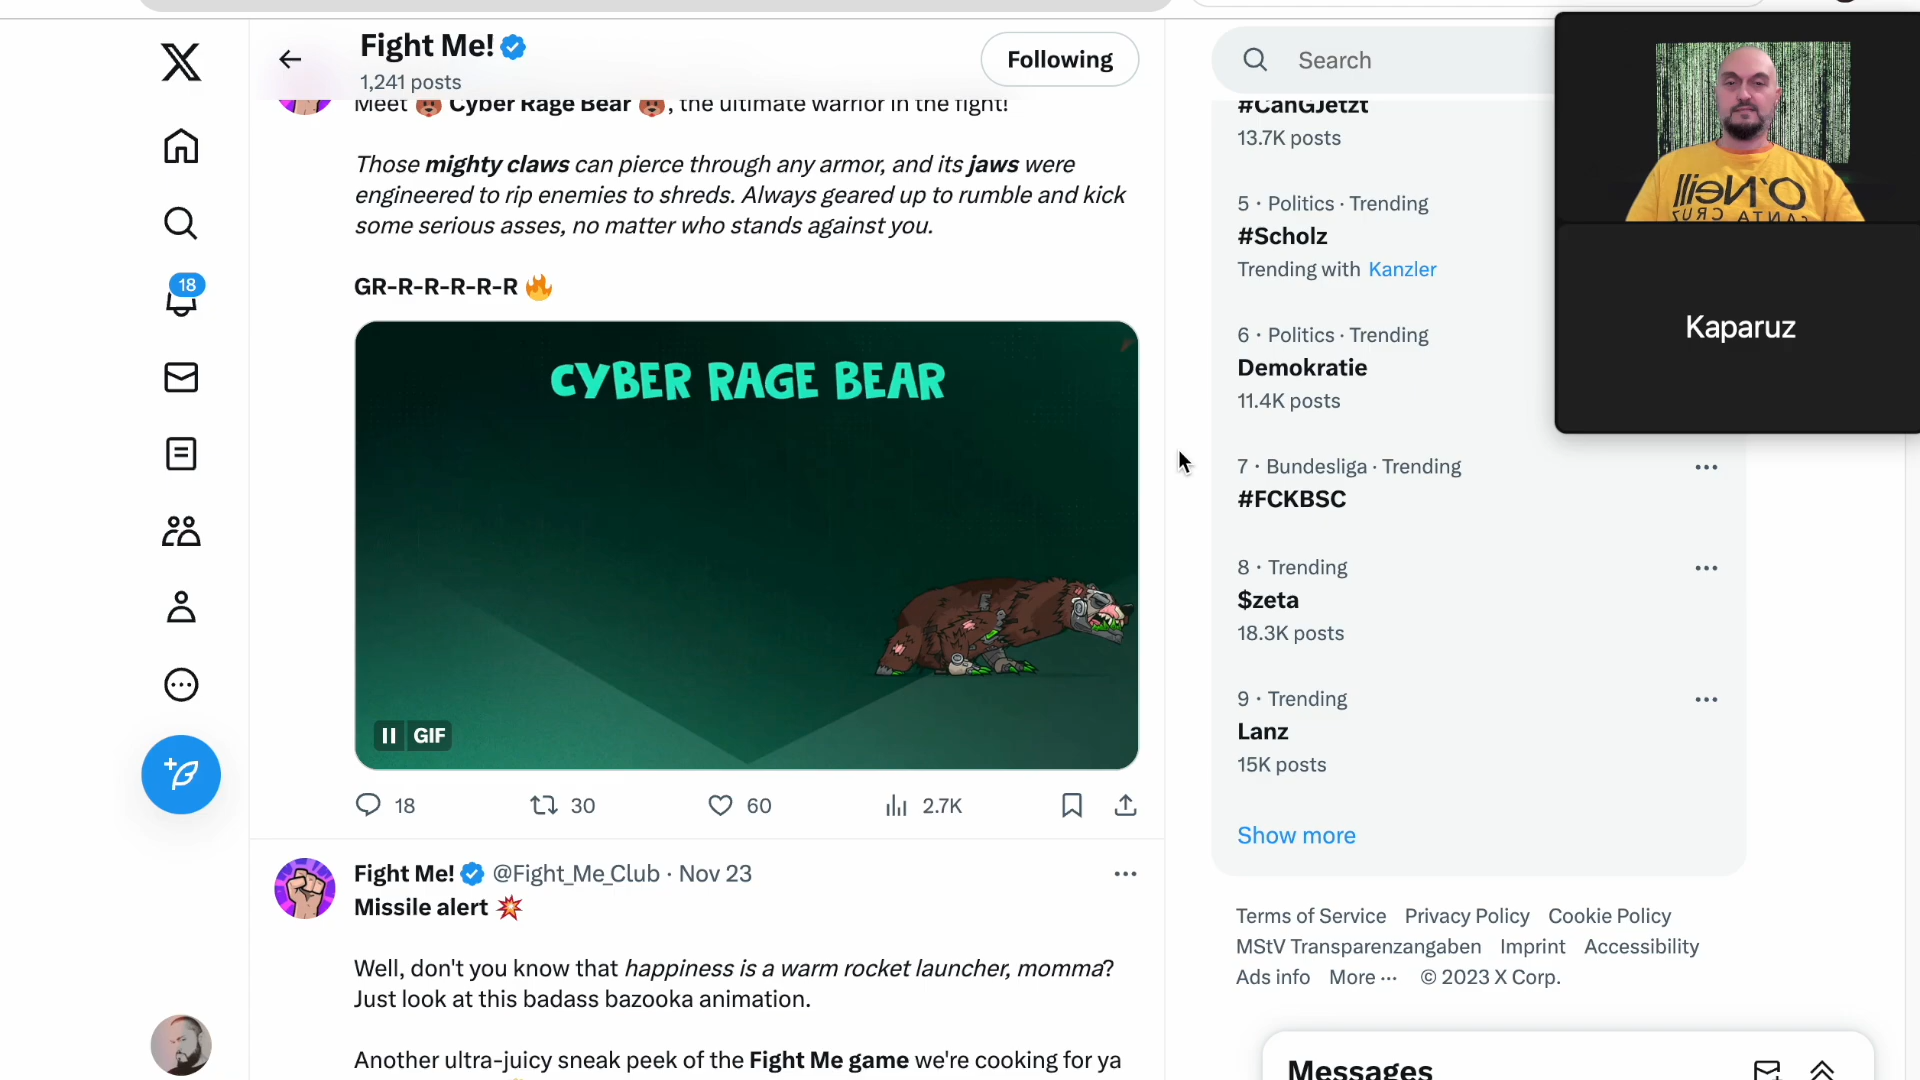 Fight Me!
1,241 posts
Following
Meet 🐻 Cyber Rage Bear 🐻, the ultimate warrior in the fight!
Those mighty claws can pierce through any armor, and its jaws were
engineered to rip enemies to shreds. Always geared up to rumble and kick
some serious asses, no matter who stands against you.
GR-R-R-R-R-R 🔥
CYBER RAGE BEAR
GIF
18
30
60
2.7K
Fight Me! @Fight_Me_Club · Nov 23
Missile alert 💥
Well, don't you know that happiness is a warm rocket launcher, momma?
Just look at this badass bazooka animation.
Another ultra-juicy sneak peek of the Fight Me game we're cooking for ya
18
Search
#CanGJetzt
13.7K posts
5 · Politics · Trending
#Scholz
Trending with Kanzler
6 · Politics · Trending
Demokratie
11.4K posts
7 · Bundesliga · Trending
#FCKBSC
8 · Trending
$zeta
18.3K posts
9 · Trending
Lanz
15K posts
Show more
Terms of Service Privacy Policy Cookie Policy
MStV Transparenzangaben Imprint Accessibility
Ads info More ··· © 2023 X Corp.
Messages
O'Neill
SANTA CRUZ
Kaparuz